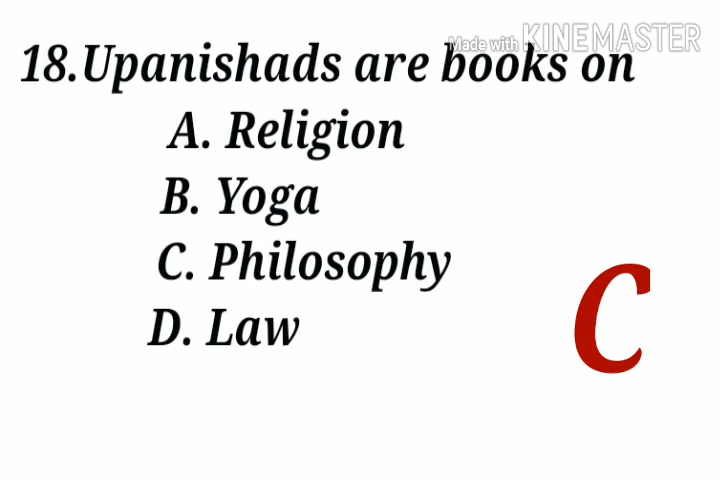 Made with KINEMASTER
18.Upanishads are books on
A. Religion
B. Yoga
C. Philosophy
D. Law
C